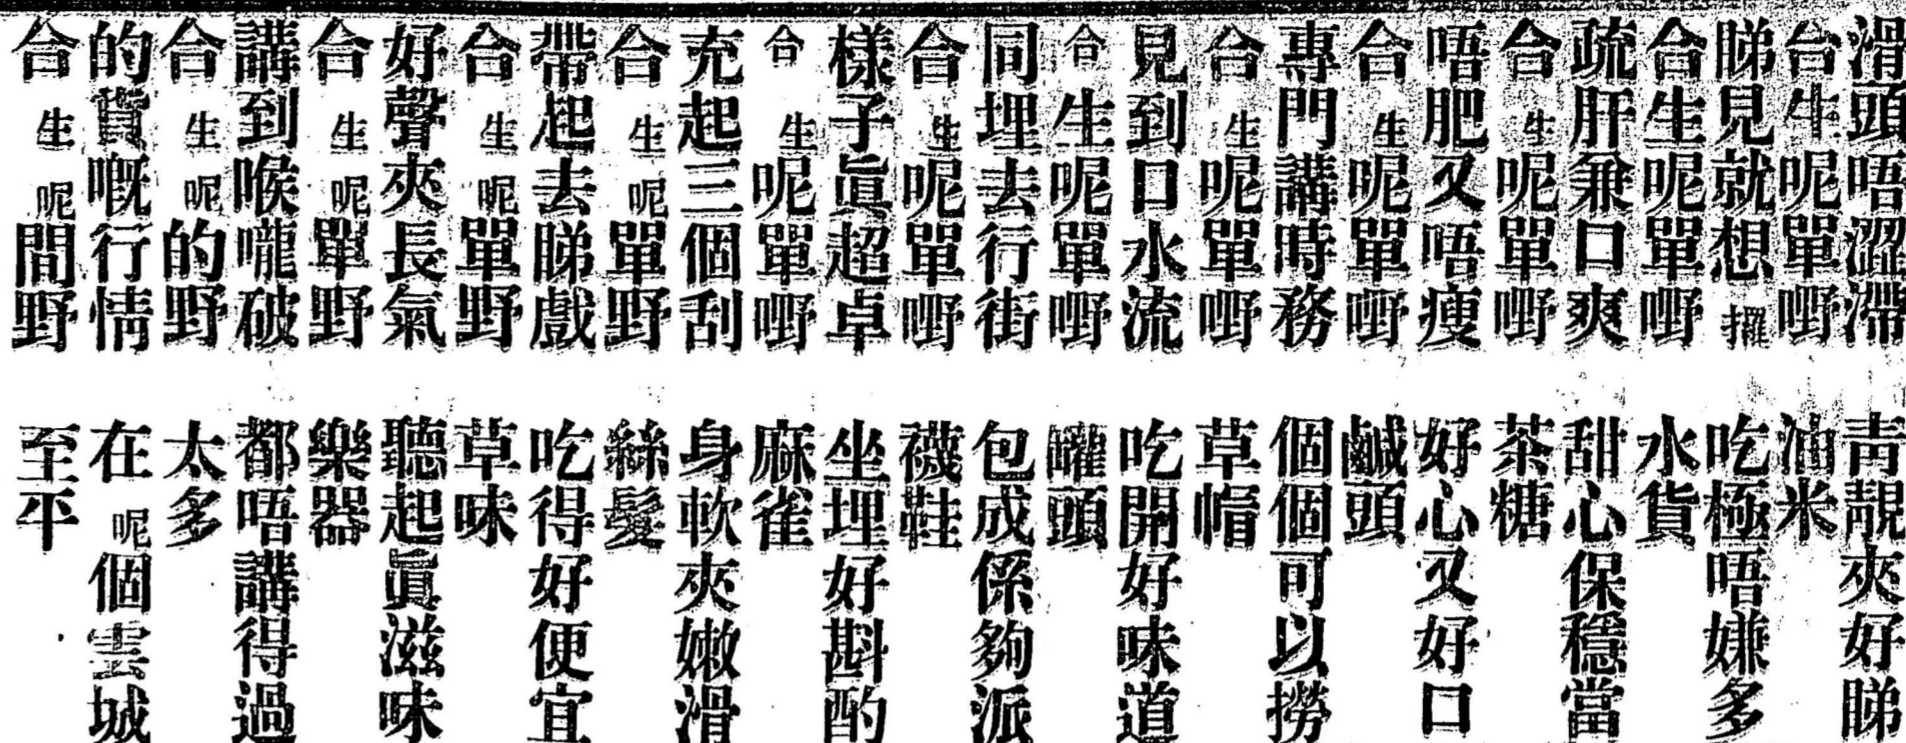 滑頭唔澀滯 靑靚夾好睇
合生呢單嘢 油米
睇見就想攞 吃極唔嫌多
合生呢單嘢 水貨
疏肝兼口爽 甜心保穩當
合生呢單嘢 茶糖
唔肥又唔瘦 好心又好口
合生呢單嘢 鹹頭
專門講時務 個個可以撈
合生呢單嘢 草帽
見到口水流 吃開好味道
合生呢單嘢 罐頭
同埋去行街 包成係夠派
合生呢單嘢 襪鞋
樣子眞超卓 坐埋好斟酌
合生呢單嘢 麻雀
充起三個刮 身軟夾嫩滑
合生呢單野 絲髮
帶起去睇戲 吃得好便宜
合生呢單野 草味
好聲夾長氣 聽起眞滋味
合生呢單野 樂器
講到喉嚨破 都唔講得過
合生呢的野 太多
的貨嘅行情 在呢個雲城
合生呢間野 至平